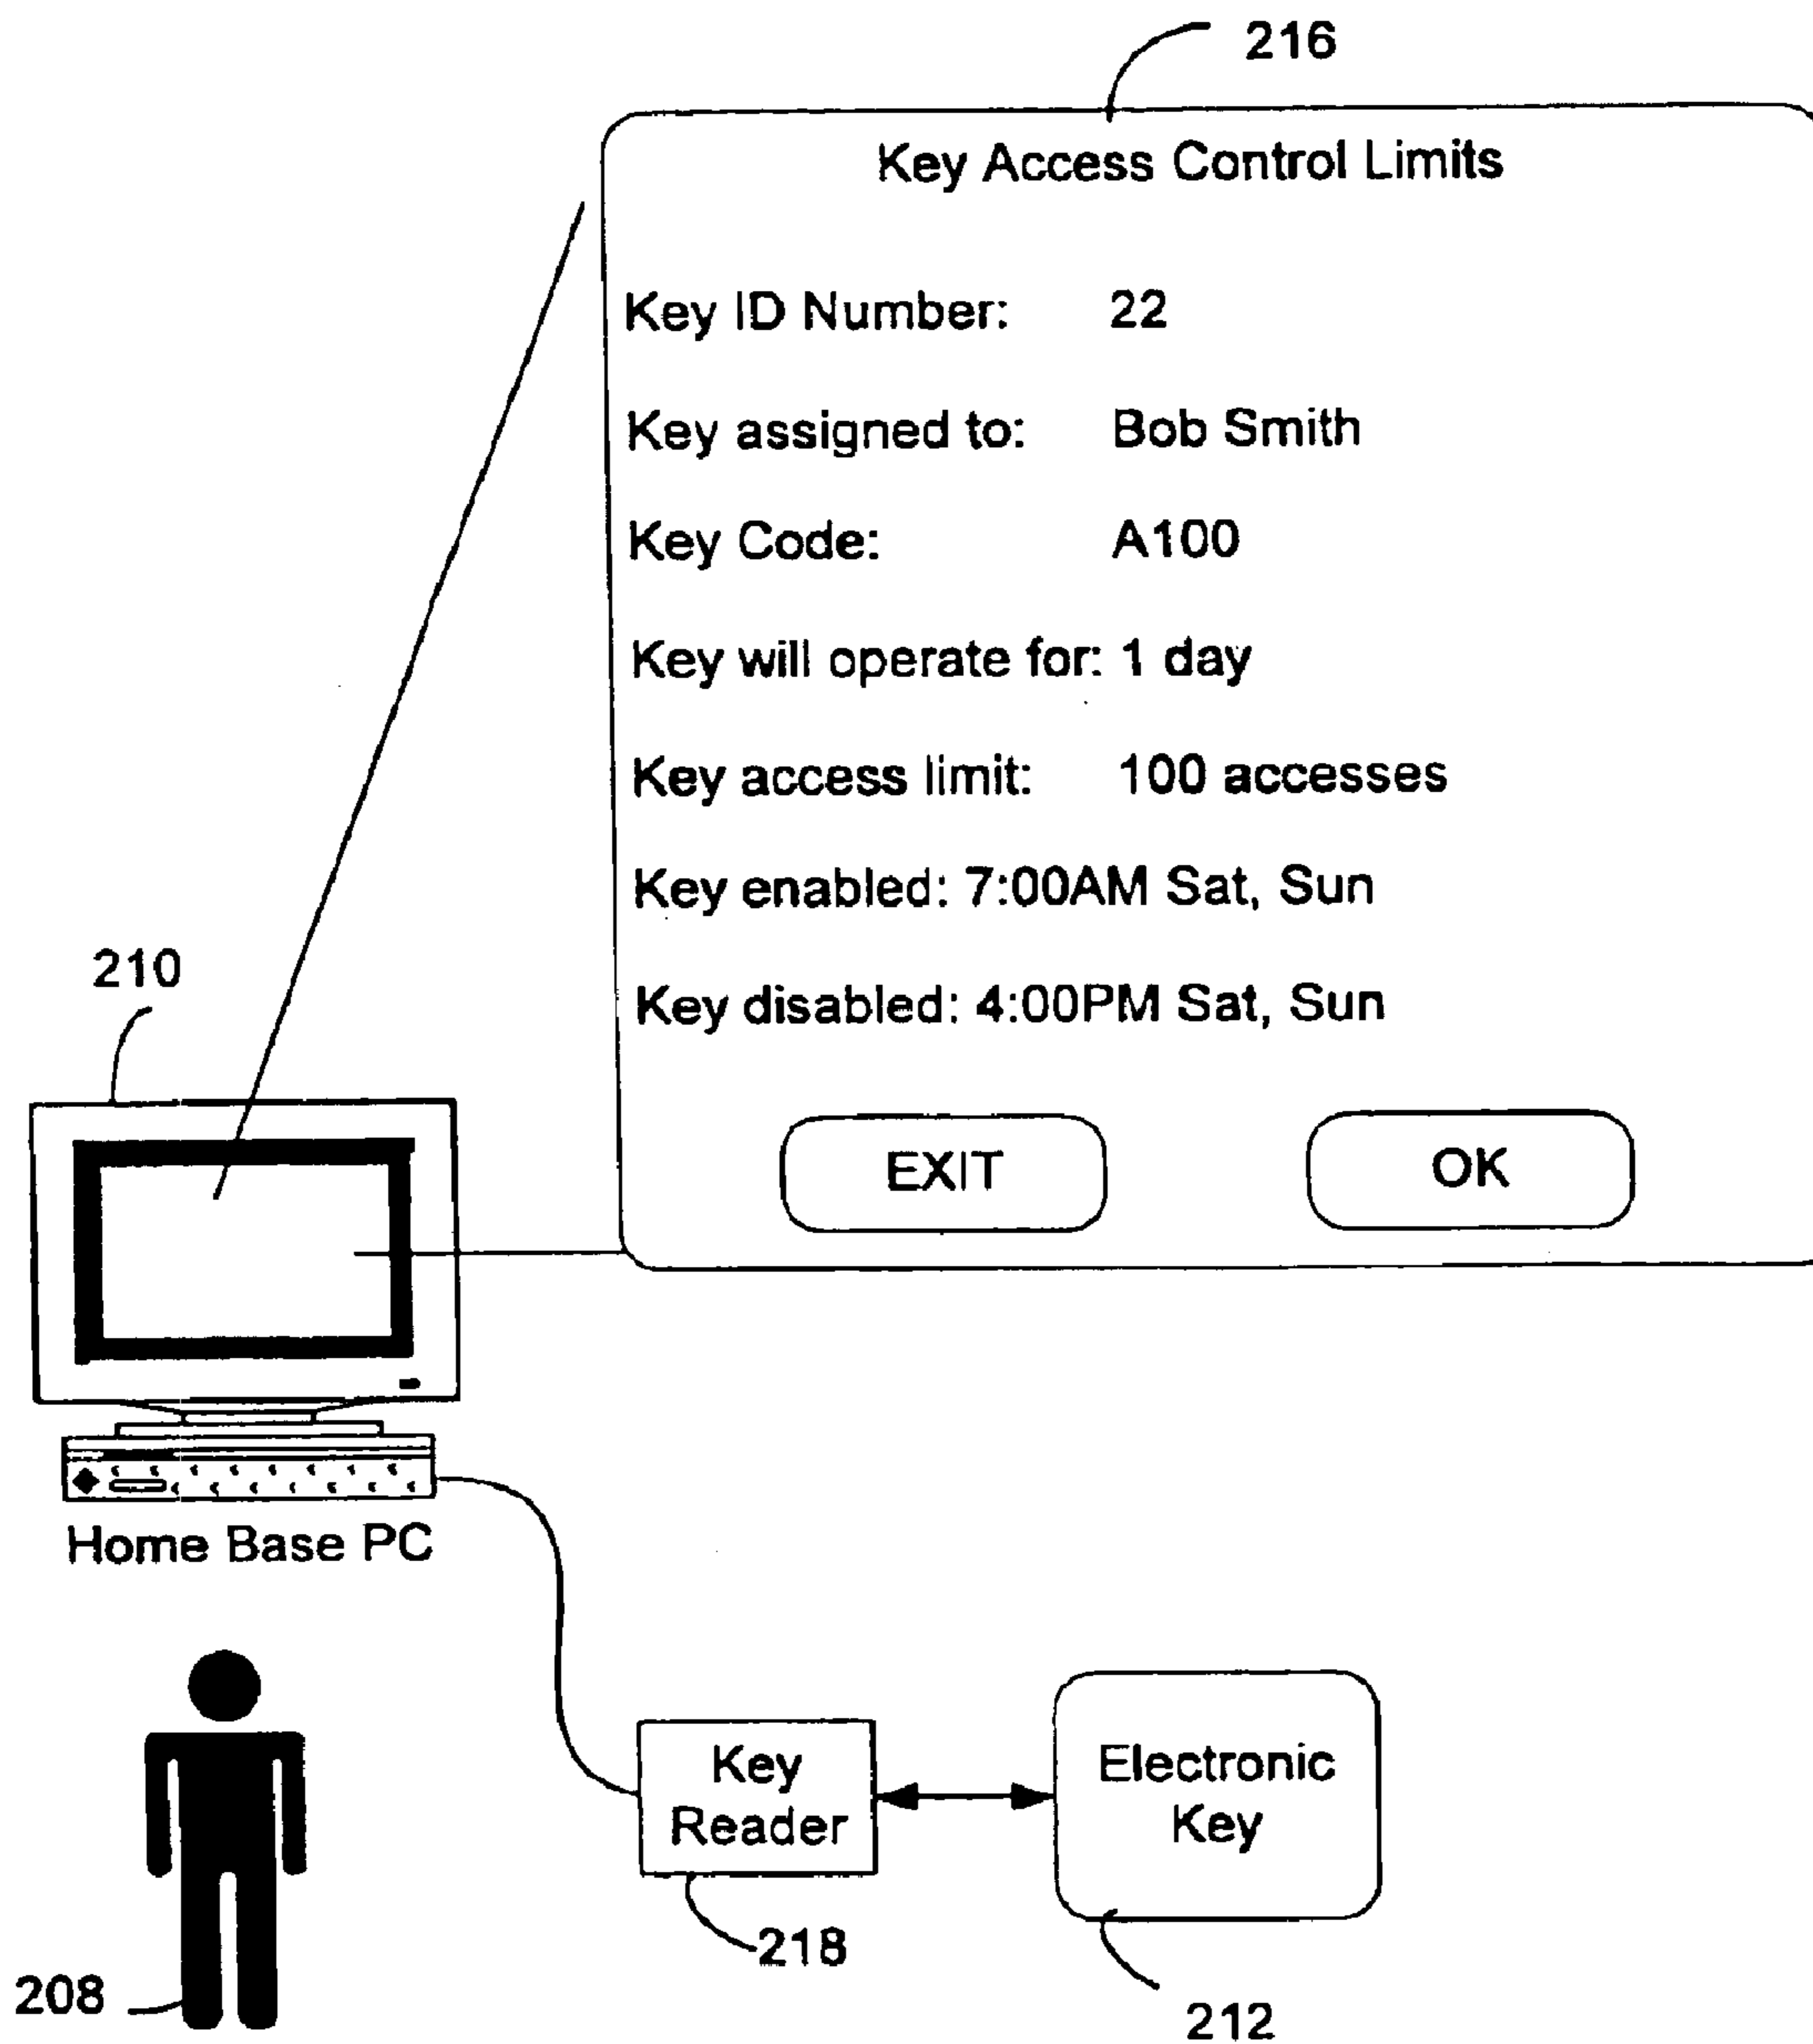 216
Key Access Control Limits
Key ID Number: 22
Key assigned to: Bob Smith
Key Code: A100
Key will operate for: 1 day
Key access limit: 100 accesses
Key enabled: 7:00AM Sat, Sun
Key disabled: 4:00PM Sat, Sun
EXIT
OK
210
Home Base PC
Key
Reader
Electronic
Key
218
208
212